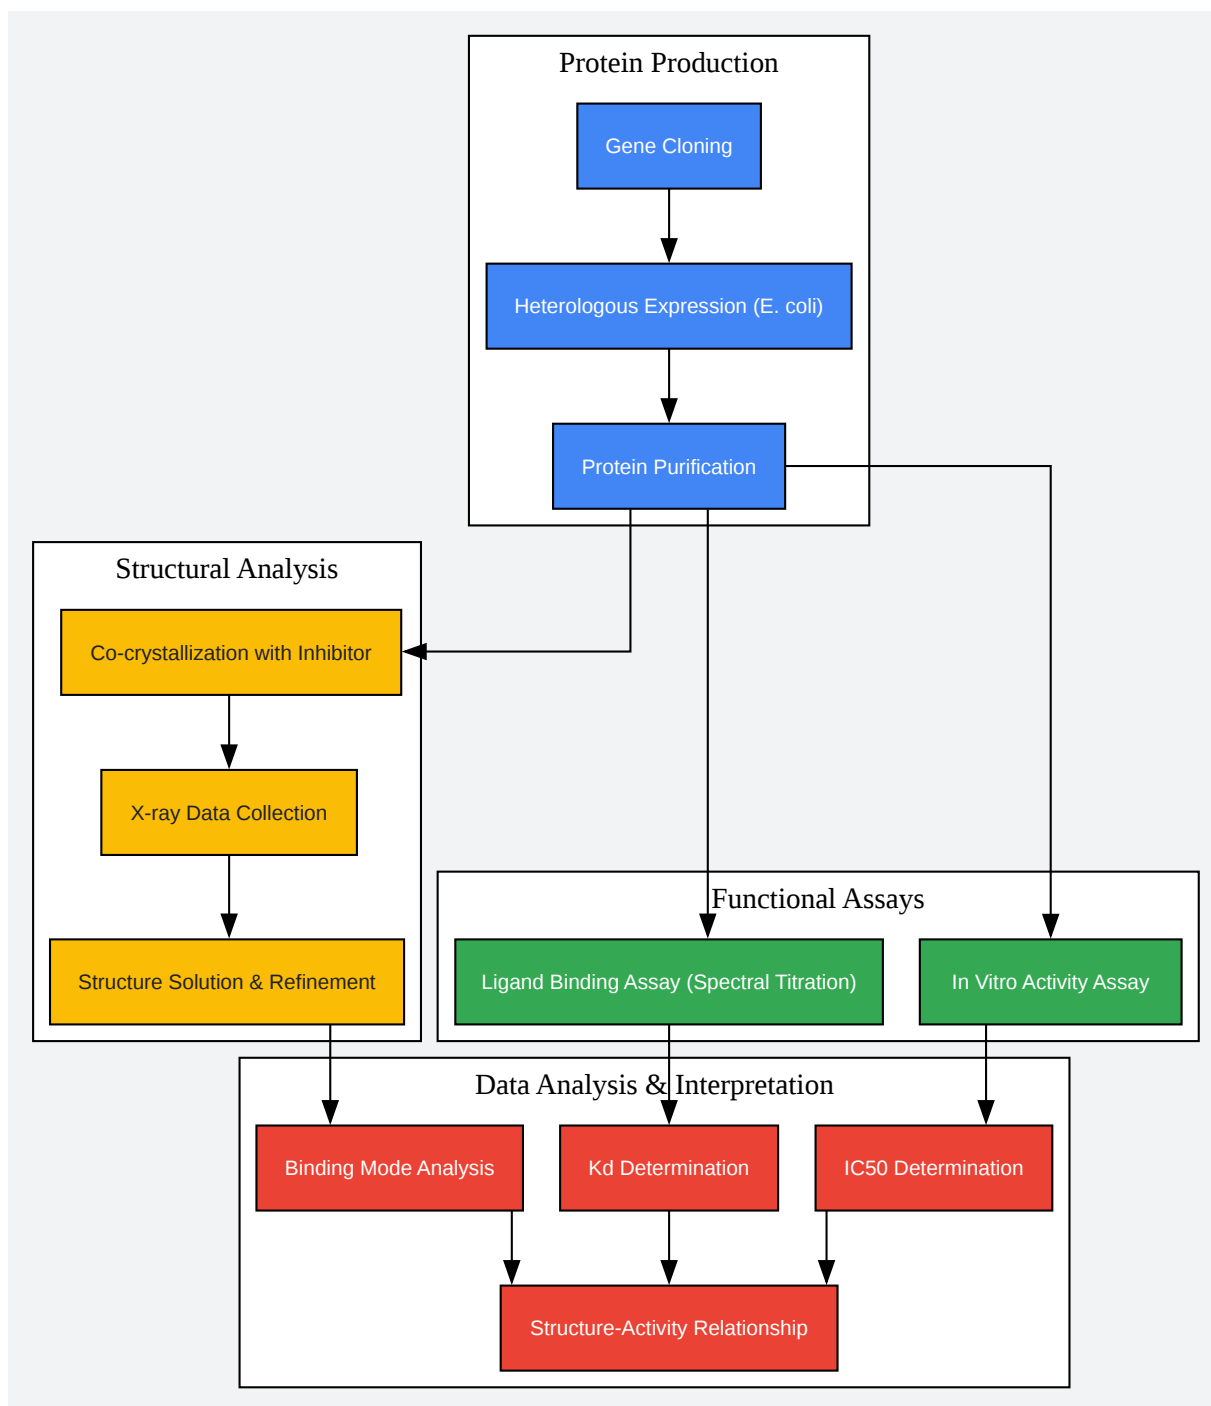 Protein Production
Gene Cloning
Heterologous Expression (E. coli)
Protein Purification
Structural Analysis
Co-crystallization with Inhibitor
X-ray Data Collection
Structure Solution & Refinement
Functional Assays
Ligand Binding Assay (Spectral Titration)
In Vitro Activity Assay
Data Analysis & Interpretation
Binding Mode Analysis
Kd Determination
IC50 Determination
Structure-Activity Relationship